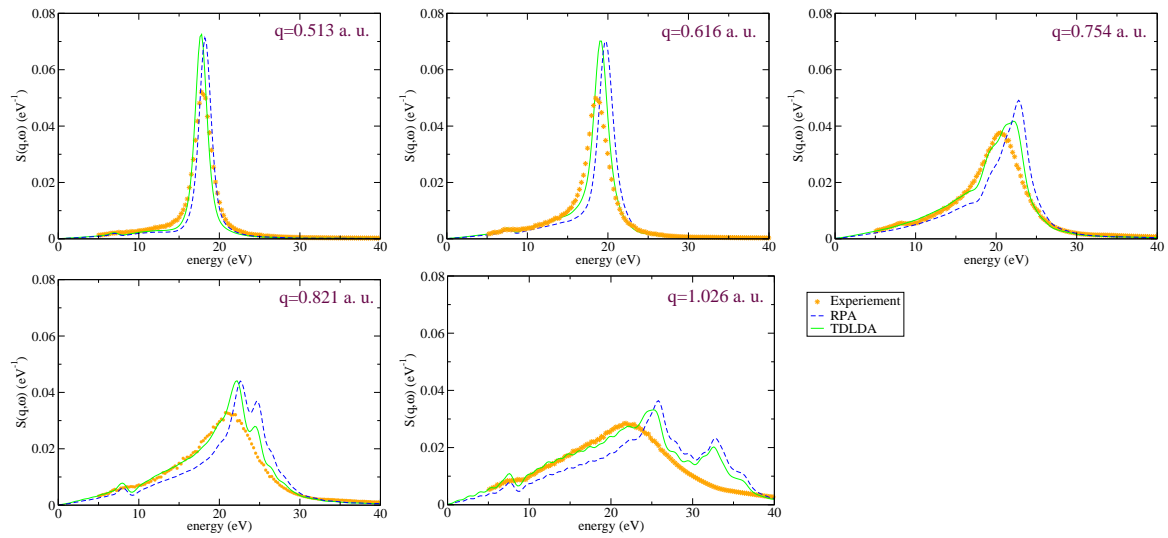 q=0.513 a. u.
S(q,ω) (eV⁻¹)
0.08
0.06
0.04
0.02
0
0 10 20 30 40
energy (eV)
q=0.616 a. u.
S(q,ω) (eV⁻¹)
0.08
0.06
0.04
0.02
0
0 10 20 30 40
energy (eV)
q=0.754 a. u.
S(q,ω) (eV⁻¹)
0.08
0.06
0.04
0.02
0
0 10 20 30 40
energy (eV)
q=0.821 a. u.
S(q,ω) (eV⁻¹)
0.08
0.06
0.04
0.02
0
0 10 20 30 40
energy (eV)
q=1.026 a. u.
S(q,ω) (eV⁻¹)
0.08
0.06
0.04
0.02
0
0 10 20 30 40
energy (eV)
Experiement
RPA
TDLDA